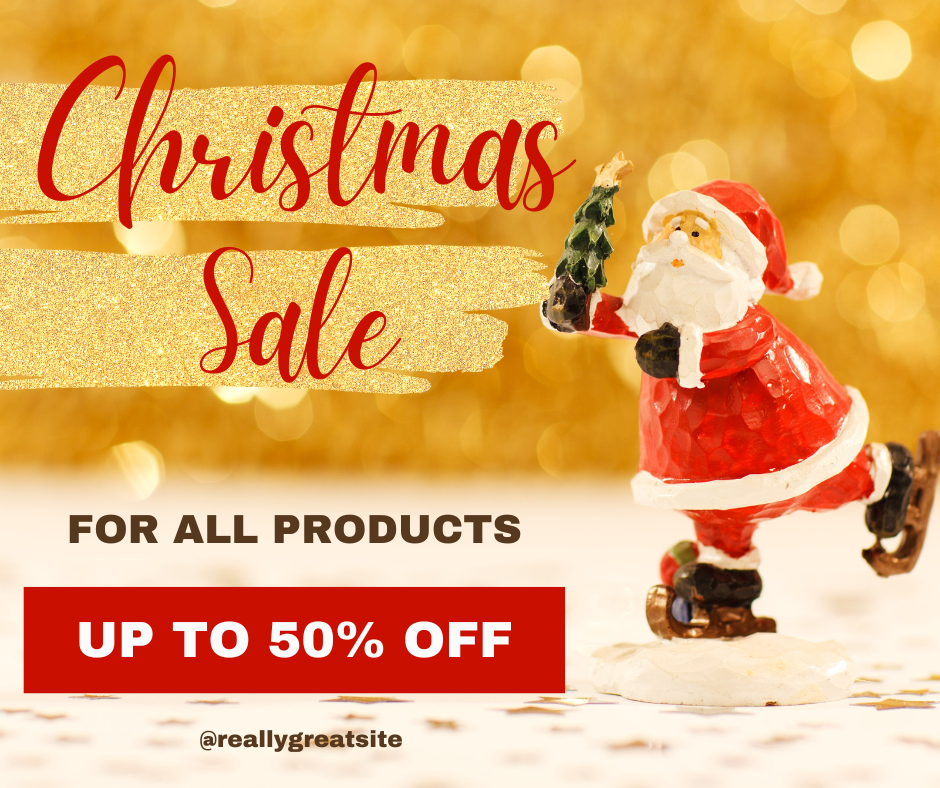 Christmas
Sale
FOR ALL PRODUCTS
UP TO 50% OFF
@reallygreatsite